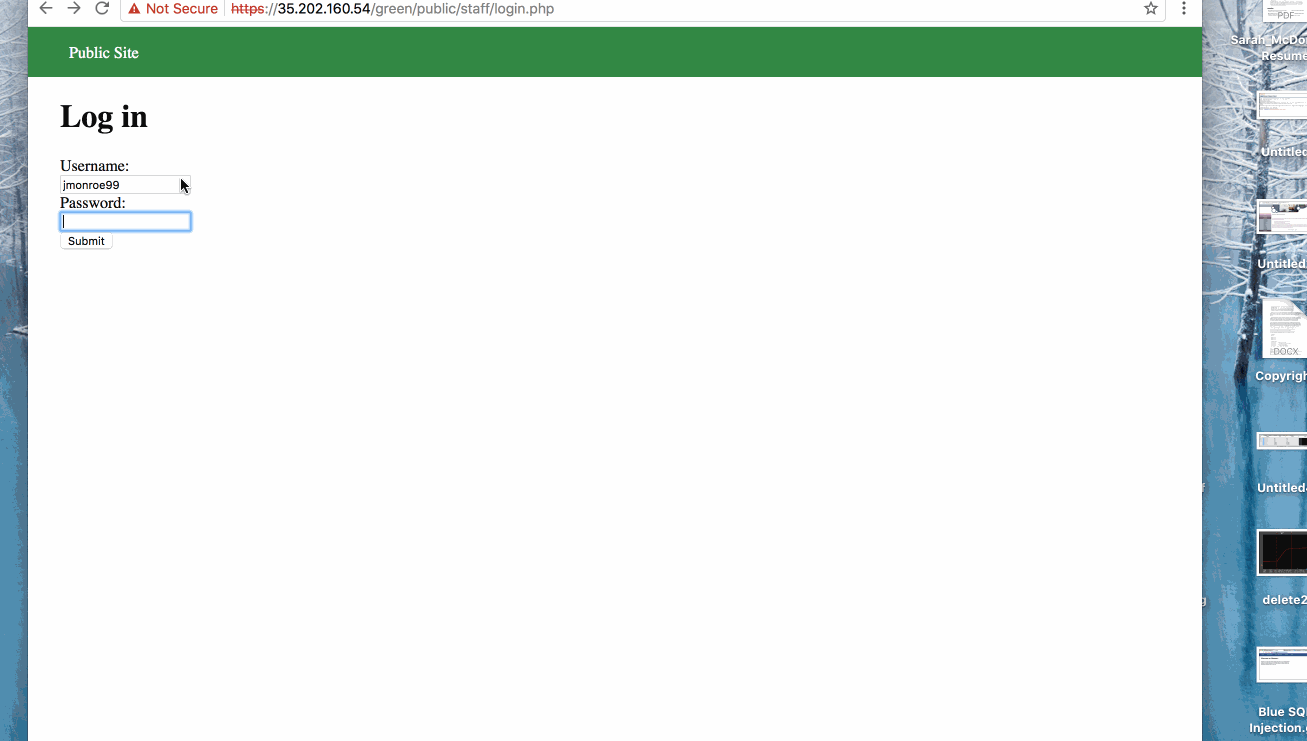 Not Secure https://35.202.160.54/green/public/staff/login.php
Public Site
Log in
Username:
jmonroe99
Password:
Submit
PDF
Sarah_McDo
Resume
Untitled
Untitled
DOCX
Copyrigh
Untitled
delete2
Blue SQ
Injection.